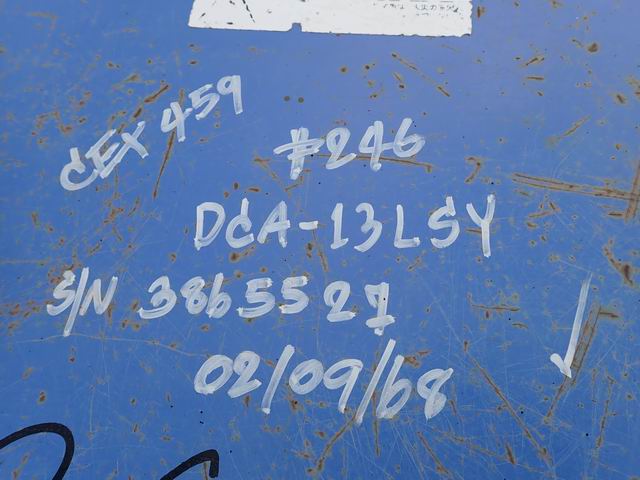 CEX 459
#246
DCA-13LSY
S/N 3865527
02/09/68